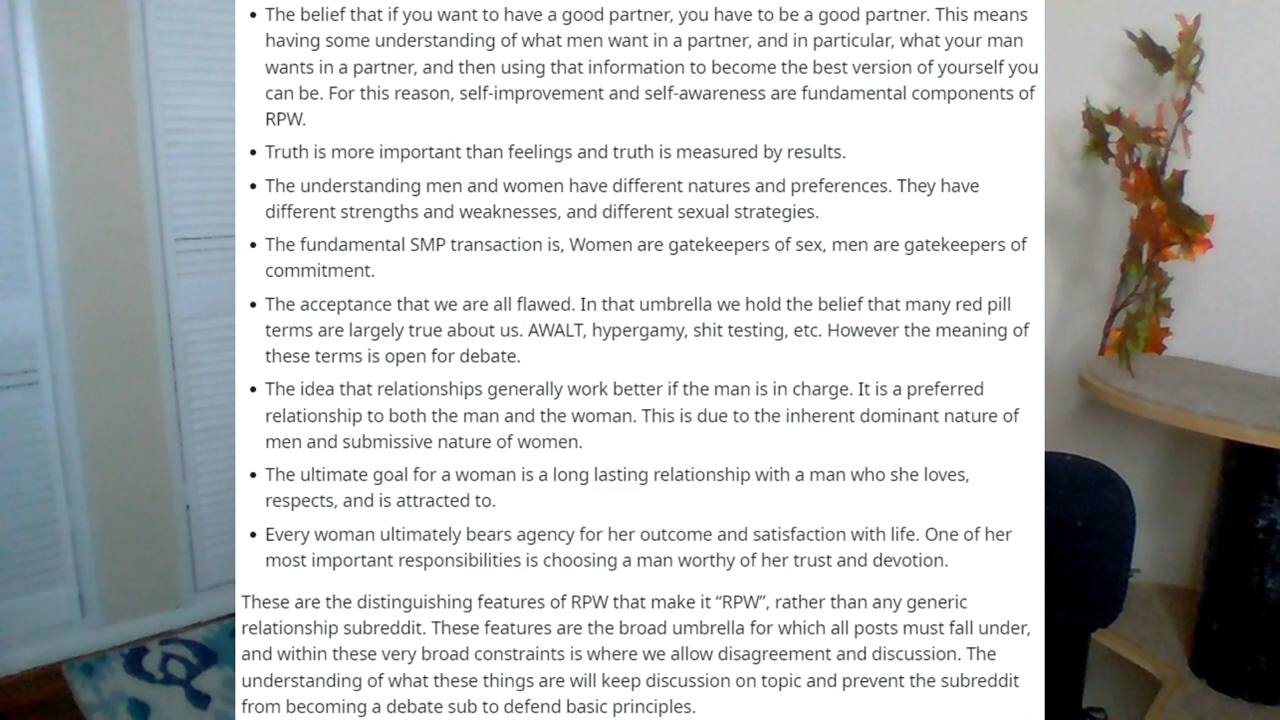 • The belief that if you want to have a good partner, you have to be a good partner. This means
having some understanding of what men want in a partner, and in particular, what your man
wants in a partner, and then using that information to become the best version of yourself you
can be. For this reason, self-improvement and self-awareness are fundamental components of
RPW.
• Truth is more important than feelings and truth is measured by results.
• The understanding men and women have different natures and preferences. They have
different strengths and weaknesses, and different sexual strategies.
• The fundamental SMP transaction is, Women are gatekeepers of sex, men are gatekeepers of
commitment.
• The acceptance that we are all flawed. In that umbrella we hold the belief that many red pill
terms are largely true about us. AWALT, hypergamy, shit testing, etc. However the meaning of
these terms is open for debate.
• The idea that relationships generally work better if the man is in charge. It is a preferred
relationship to both the man and the woman. This is due to the inherent dominant nature of
men and submissive nature of women.
• The ultimate goal for a woman is a long lasting relationship with a man who she loves,
respects, and is attracted to.
• Every woman ultimately bears agency for her outcome and satisfaction with life. One of her
most important responsibilities is choosing a man worthy of her trust and devotion.
These are the distinguishing features of RPW that make it “RPW”, rather than any generic
relationship subreddit. These features are the broad umbrella for which all posts must fall under,
and within these very broad constraints is where we allow disagreement and discussion. The
understanding of what these things are will keep discussion on topic and prevent the subreddit
from becoming a debate sub to defend basic principles.